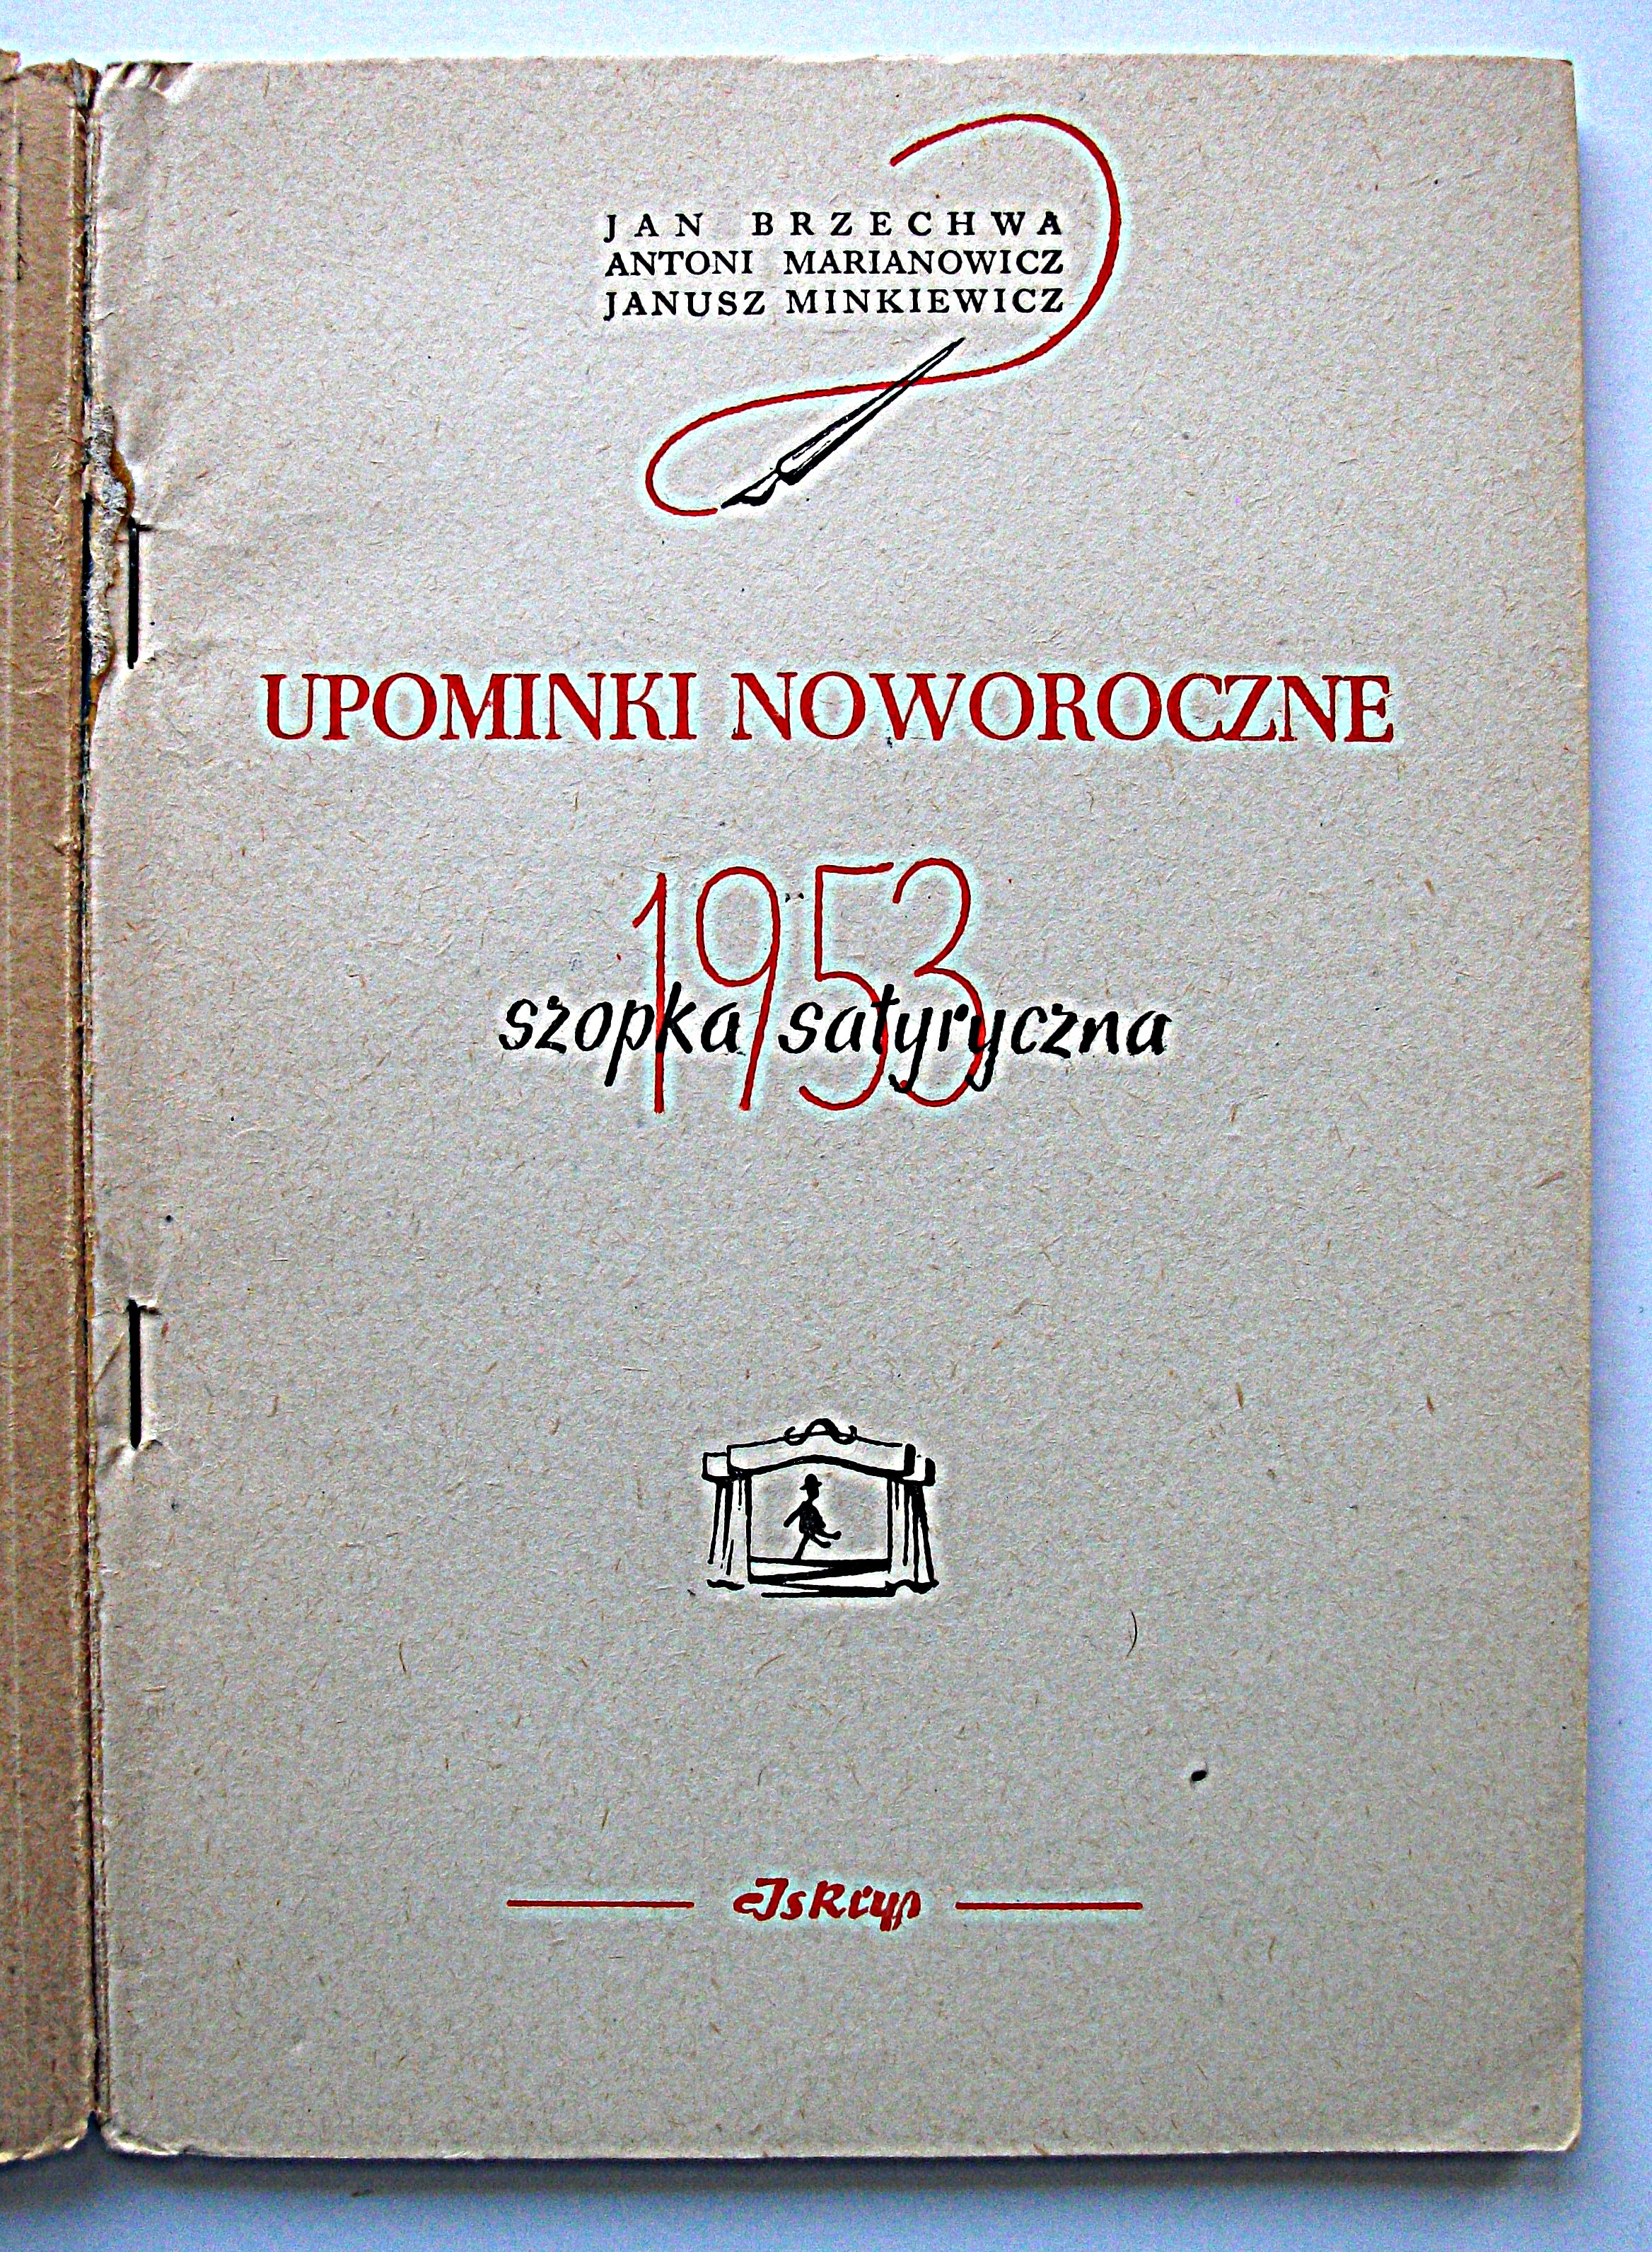 JAN BRZECHWA
ANTONI MARIANOWICZ
JANUSZ MINKIEWICZ
UPOMINKI NOWOROCZNE
1953
szopka satyryczna
Iskry